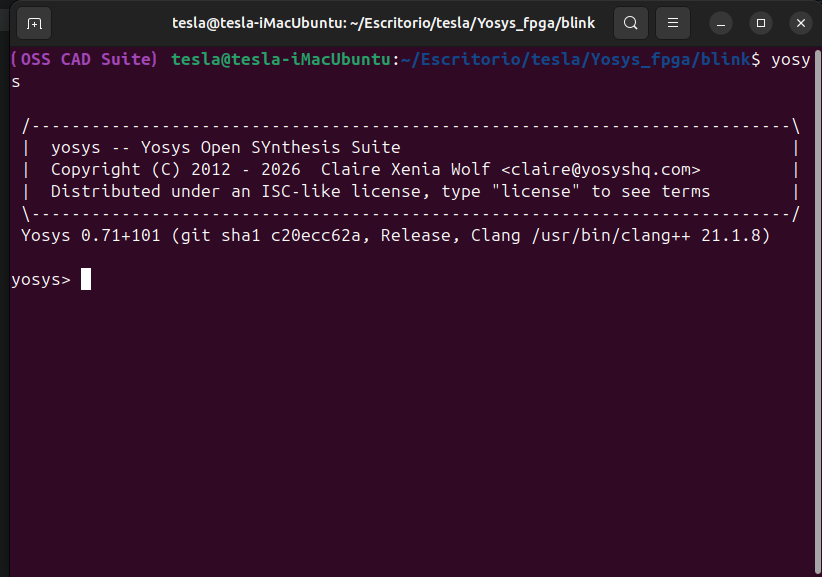 tesla@tesla-iMacUbuntu: ~/Escritorio/tesla/Yosys_fpga/blink
(OSS CAD Suite) tesla@tesla-iMacUbuntu:~/Escritorio/tesla/Yosys_fpga/blink$ yosy
s
/----------------------------------------------------------------------------\
|  yosys -- Yosys Open SYnthesis Suite                                       |
|  Copyright (C) 2012 - 2026  Claire Xenia Wolf <claire@yosyshq.com>         |
|  Distributed under an ISC-like license, type "license" to see terms        |
\----------------------------------------------------------------------------/
Yosys 0.71+101 (git sha1 c20ecc62a, Release, Clang /usr/bin/clang++ 21.1.8)
yosys>